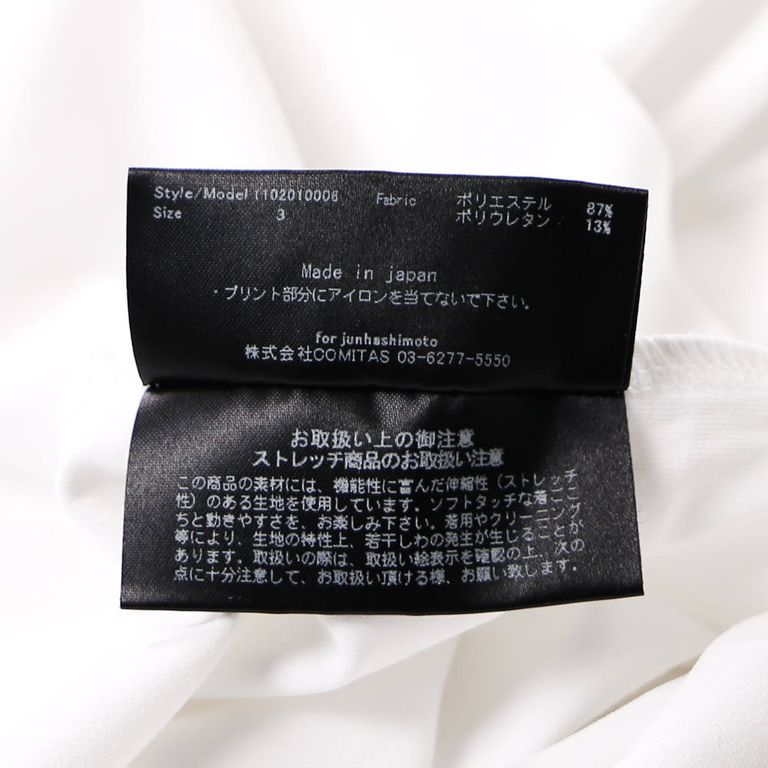 Style/Model 1102010006 Fabric ポリエステル 87%
Size 3 ポリウレタン 13%
Made in japan
・プリント部分にアイロンを当てないで下さい。
for junhashimoto
株式会社COMITAS 03-6277-5550
お取扱い上の御注意
ストレッチ商品のお取扱い注意
この商品の素材には、機能性に富んだ伸縮性（ストレッチ
性）のある生地を使用しています。ソフトタッチな着ごこ
ちと動きやすさを、お楽しみ下さい。着用やクリーニング
等により、生地の特性上、若干しわの発生が生じることが
あります。取扱いの際は、取扱い絵表示を確認の上、次の
点に十分注意して、お取扱い頂ける様、お願い致します。